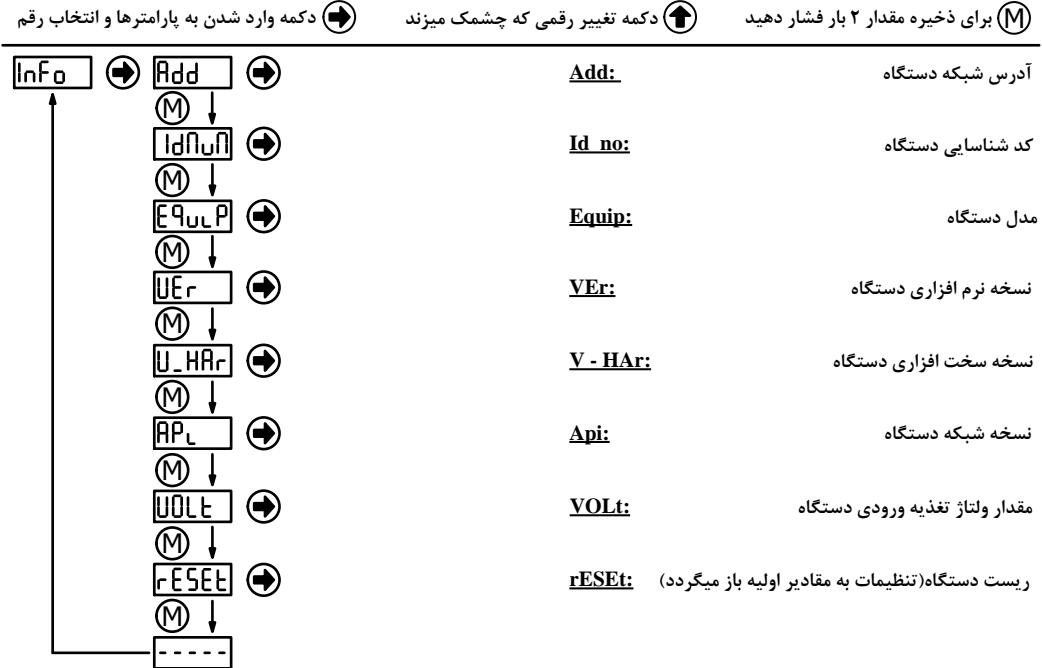 برای ذخیره مقدار ۲ بار فشار دهید M دکمه تغییر رقمی که چشمک میزند دکمه وارد شدن به پارامترها و انتخاب رقم
InFo Add Add: آدرس شبکه دستگاه
M
IdNuM Id no: کد شناسایی دستگاه
M
EquiP Equip: مدل دستگاه
M
VEr VEr: نسخه نرم افزاری دستگاه
M
V_HAr V - HAr: نسخه سخت افزاری دستگاه
M
APi Api: نسخه شبکه دستگاه
M
VOLt VOLt: مقدار ولتاژ تغذیه ورودی دستگاه
M
rESEt rESEt: ریست دستگاه(تنظیمات به مقادیر اولیه باز میگردد)
M
-----